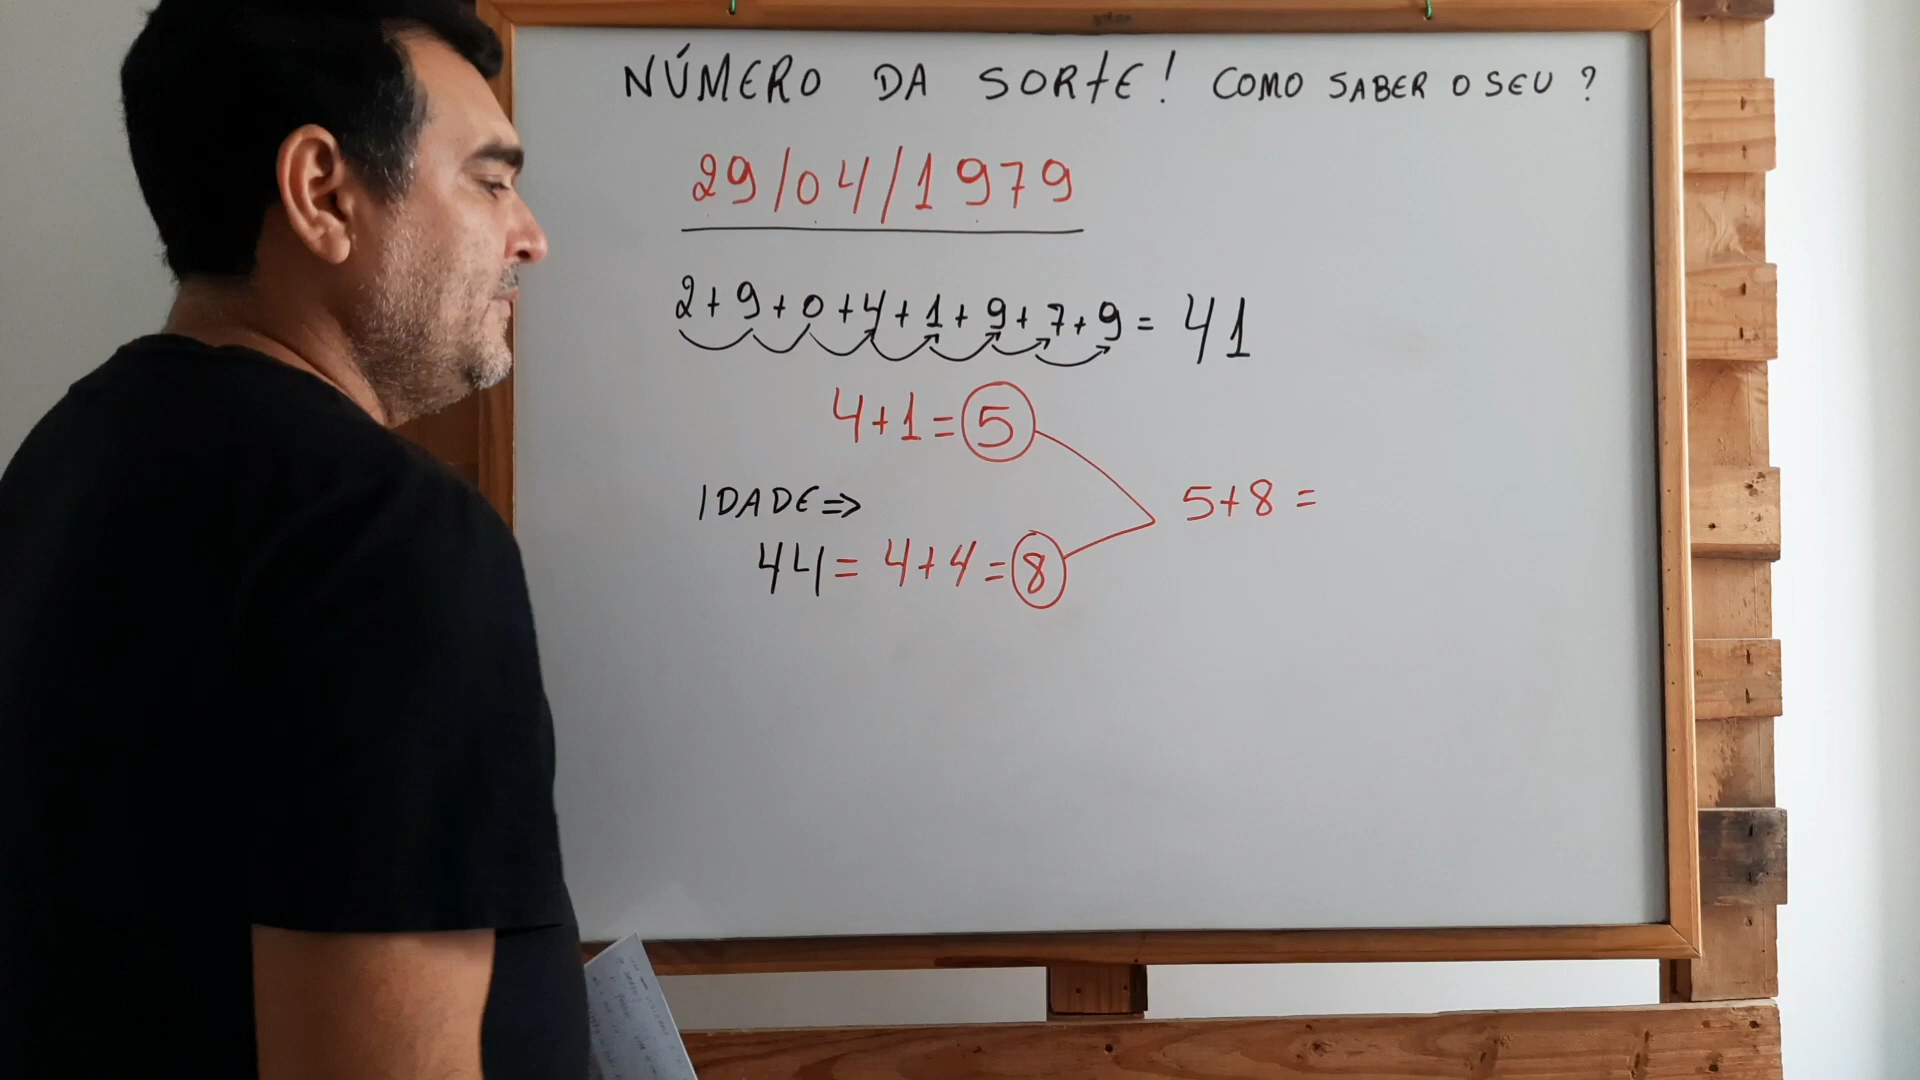 NÚMERO DA SORTE! COMO SABER O SEU ?
29/04/1979
2+9+0+4+1+9+7+9= 41
4+1=5
IDADE⇒
44=4+4=8
5+8=